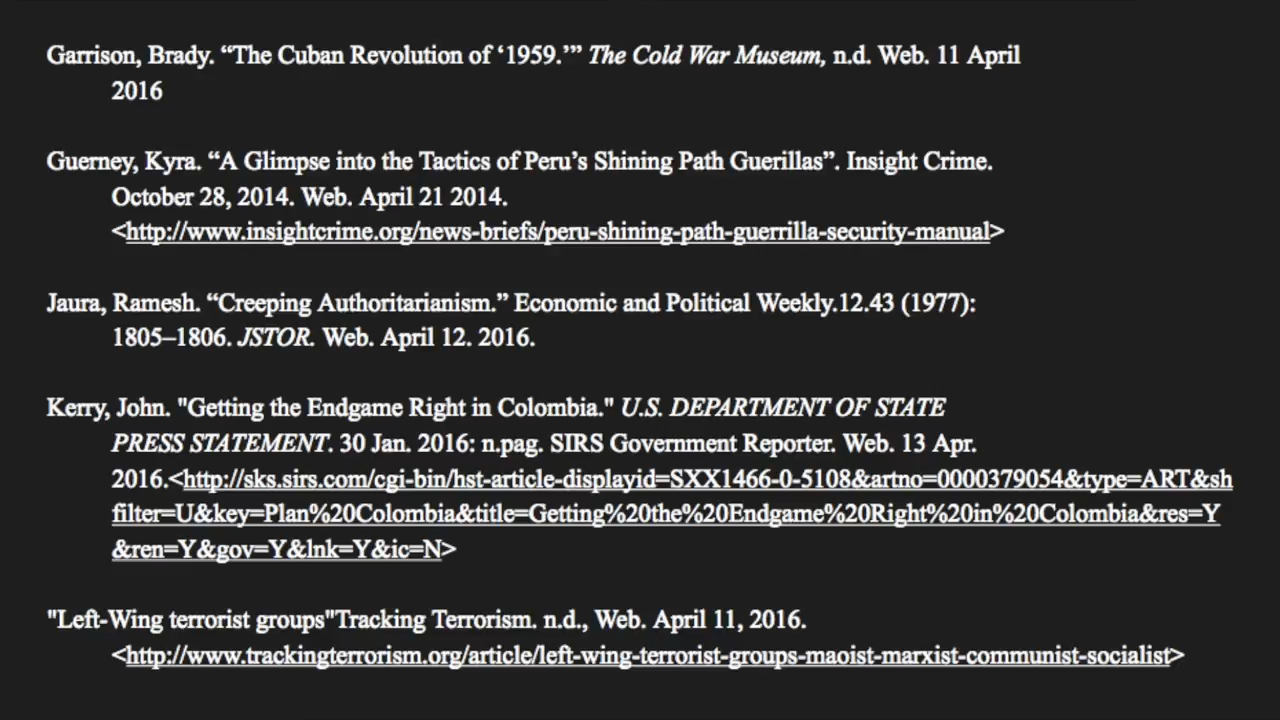 Garrison, Brady. “The Cuban Revolution of ‘1959.’” The Cold War Museum, n.d. Web. 11 April
2016
Guerney, Kyra. “A Glimpse into the Tactics of Peru’s Shining Path Guerillas”. Insight Crime.
October 28, 2014. Web. April 21 2014.
<http://www.insightcrime.org/news-briefs/peru-shining-path-guerrilla-security-manual>
Jaura, Ramesh. “Creeping Authoritarianism.” Economic and Political Weekly.12.43 (1977):
1805–1806. JSTOR. Web. April 12. 2016.
Kerry, John. "Getting the Endgame Right in Colombia." U.S. DEPARTMENT OF STATE
PRESS STATEMENT. 30 Jan. 2016: n.pag. SIRS Government Reporter. Web. 13 Apr.
2016.<http://sks.sirs.com/cgi-bin/hst-article-displayid=SXX1466-0-5108&artno=0000379054&type=ART&sh
filter=U&key=Plan%20Colombia&title=Getting%20the%20Endgame%20Right%20in%20Colombia&res=Y
&ren=Y&gov=Y&lnk=Y&ic=N>
"Left-Wing terrorist groups"Tracking Terrorism. n.d., Web. April 11, 2016.
<http://www.trackingterrorism.org/article/left-wing-terrorist-groups-maoist-marxist-communist-socialist>